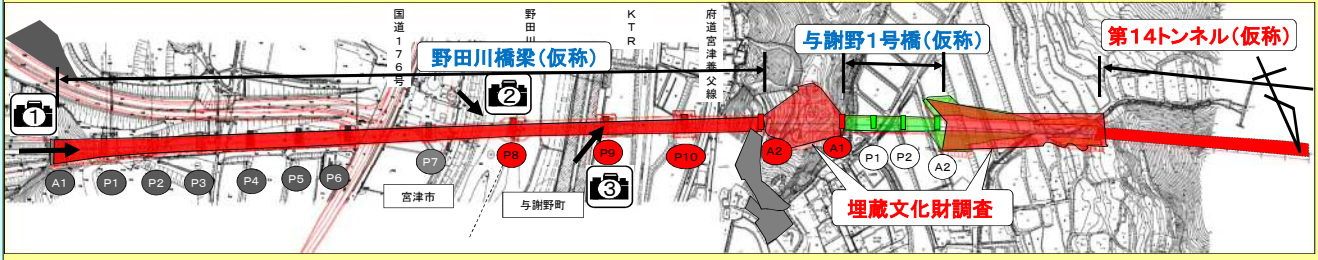 国道176号
野田川
KTR
府道宮津養父線
野田川橋梁(仮称)
与謝野1号橋(仮称)
第14トンネル(仮称)
1
2
3
A1
P1
P2
P3
P4
P5
P6
P7
P8
P9
P10
A2
A1
P1
P2
A2
宮津市
与謝野町
埋蔵文化財調査